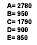 A= 2780
B= 950
C= 1790
D= 900
E= 850